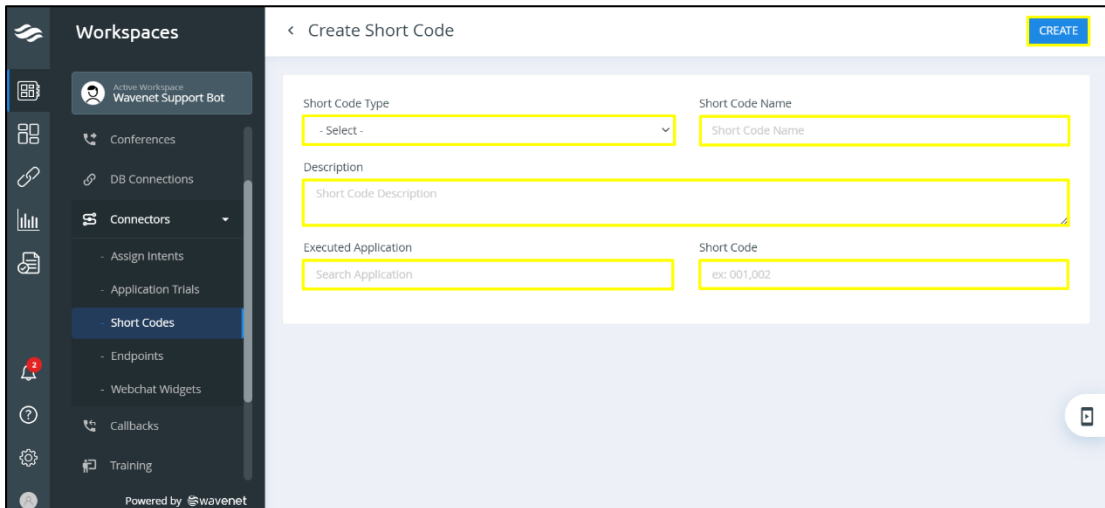 Workspaces
Active Workspace
Wavenet Support Bot
Conferences
DB Connections
Connectors
- Assign Intents
- Application Trials
- Short Codes
- Endpoints
- Webchat Widgets
Callbacks
Training
Powered by wavenet
2
< Create Short Code
CREATE
Short Code Type
Short Code Name
- Select -
Short Code Name
Description
Short Code Description
Executed Application
Short Code
Search Application
ex: 001,002